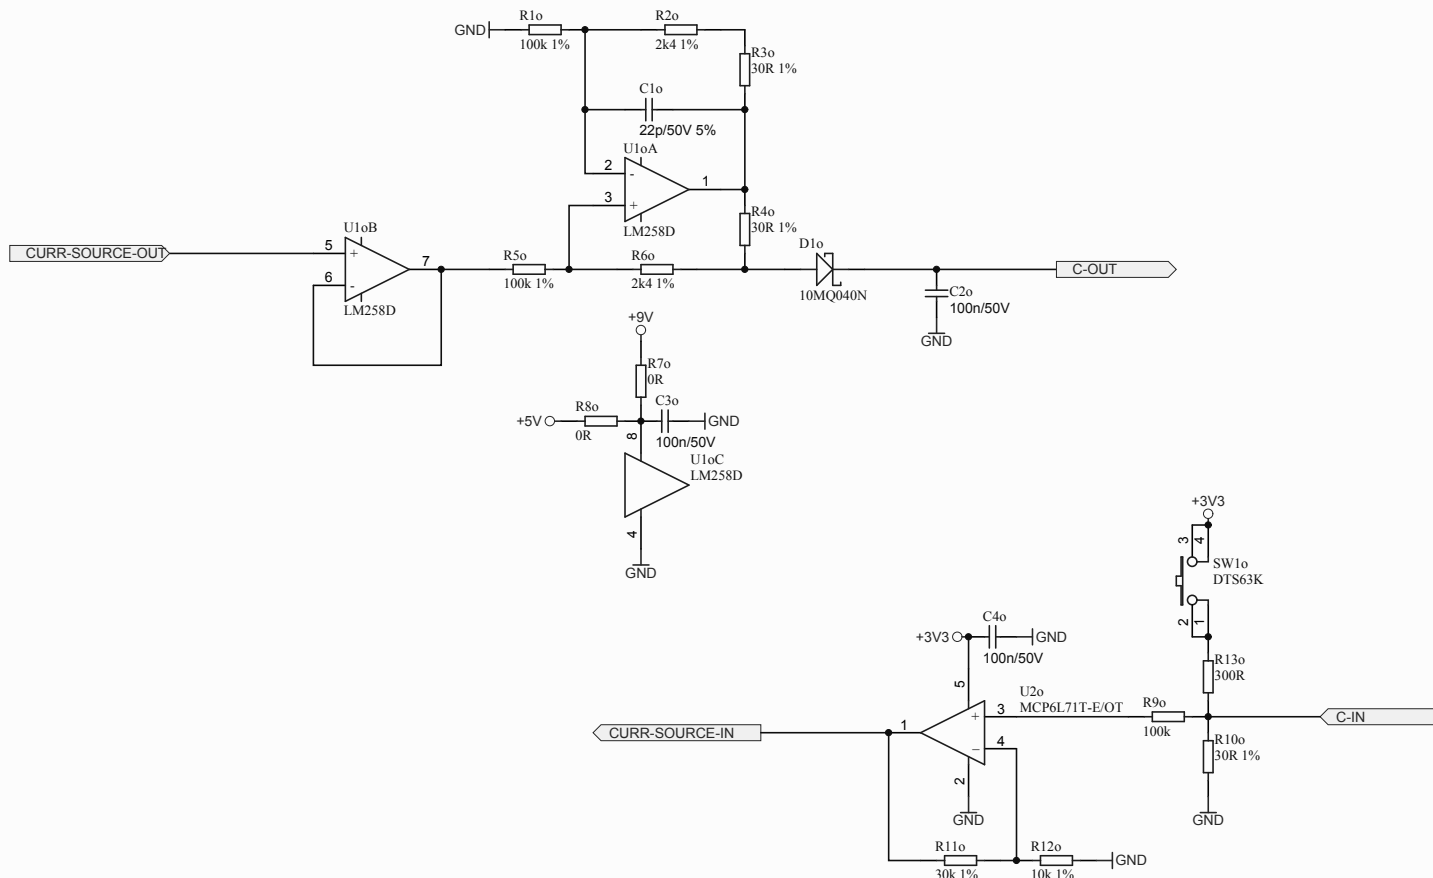 R1o
100k 1%
GND
R2o
2k4 1%
R3o
30R 1%
C1o
22p/50V 5%
U1oA
2
-
1
3
+
LM258D
R4o
30R 1%
CURR-SOURCE-OUT
U1oB
5
+
7
6
-
LM258D
R5o
100k 1%
R6o
2k4 1%
D1o
10MQ040N
C-OUT
C2o
100n/50V
GND
+9V
R7o
0R
R8o
+5V
0R
C3o
GND
100n/50V
8
U1oC
LM258D
4
GND
+3V3
3
4
SW1o
DTS63K
2
1
C4o
+3V3
GND
100n/50V
5
R13o
300R
U2o
MCP6L71T-E/OT
R9o
100k
C-IN
CURR-SOURCE-IN
1
+
3
4
−
2
R10o
30R 1%
GND
GND
R11o
30k 1%
R12o
10k 1%
GND